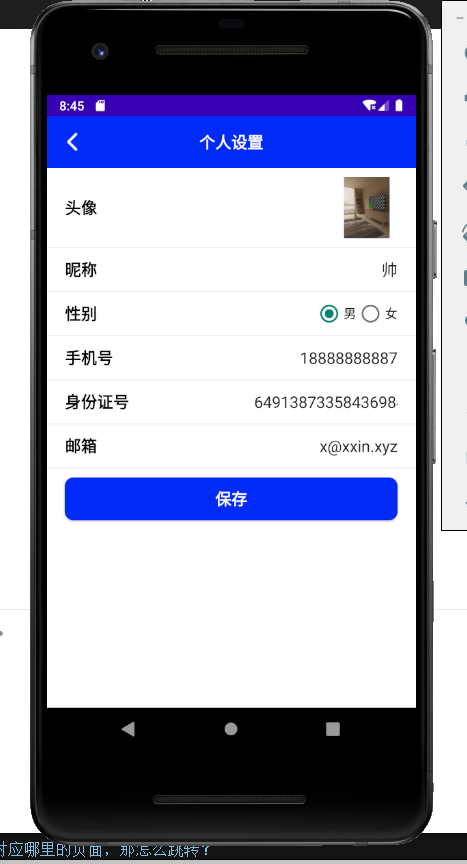 8:45
个人设置
头像
昵称 帅
性别 男 女
手机号 18888888887
身份证号 6491387335843698
邮箱 x@xxin.xyz
保存
对应哪里的页面，那怎么跳转？